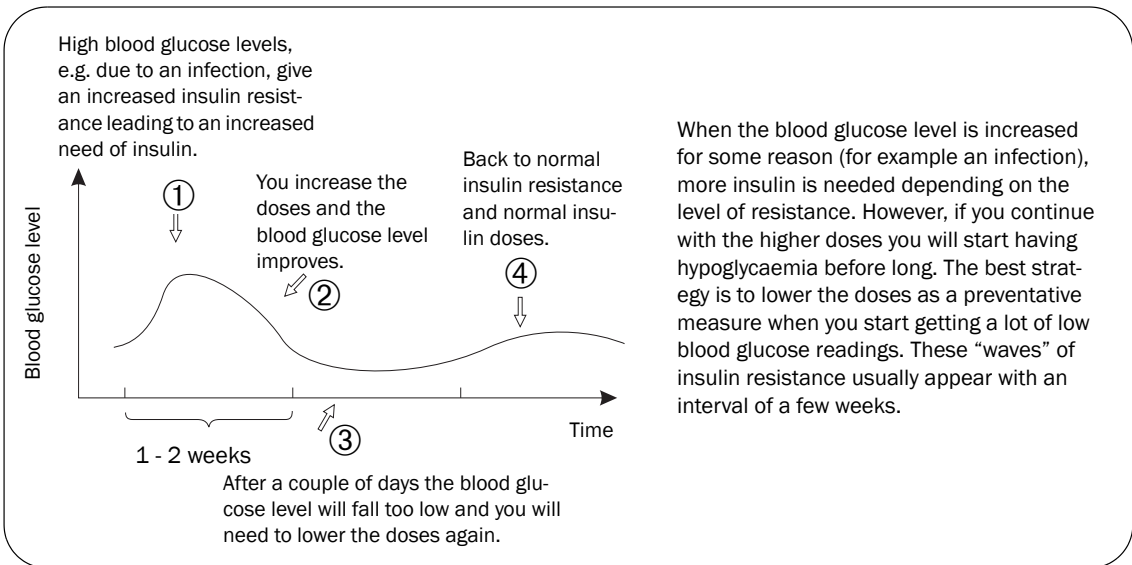 High blood glucose levels,
e.g. due to an infection, give
an increased insulin resist-
ance leading to an increased
need of insulin.
①
You increase the
doses and the
blood glucose level
improves.
②
Back to normal
insulin resistance
and normal insu-
lin doses.
④
Blood glucose level
Time
1 - 2 weeks
③
After a couple of days the blood glu-
cose level will fall too low and you will
need to lower the doses again.
When the blood glucose level is increased
for some reason (for example an infection),
more insulin is needed depending on the
level of resistance. However, if you continue
with the higher doses you will start having
hypoglycaemia before long. The best strat-
egy is to lower the doses as a preventative
measure when you start getting a lot of low
blood glucose readings. These “waves” of
insulin resistance usually appear with an
interval of a few weeks.